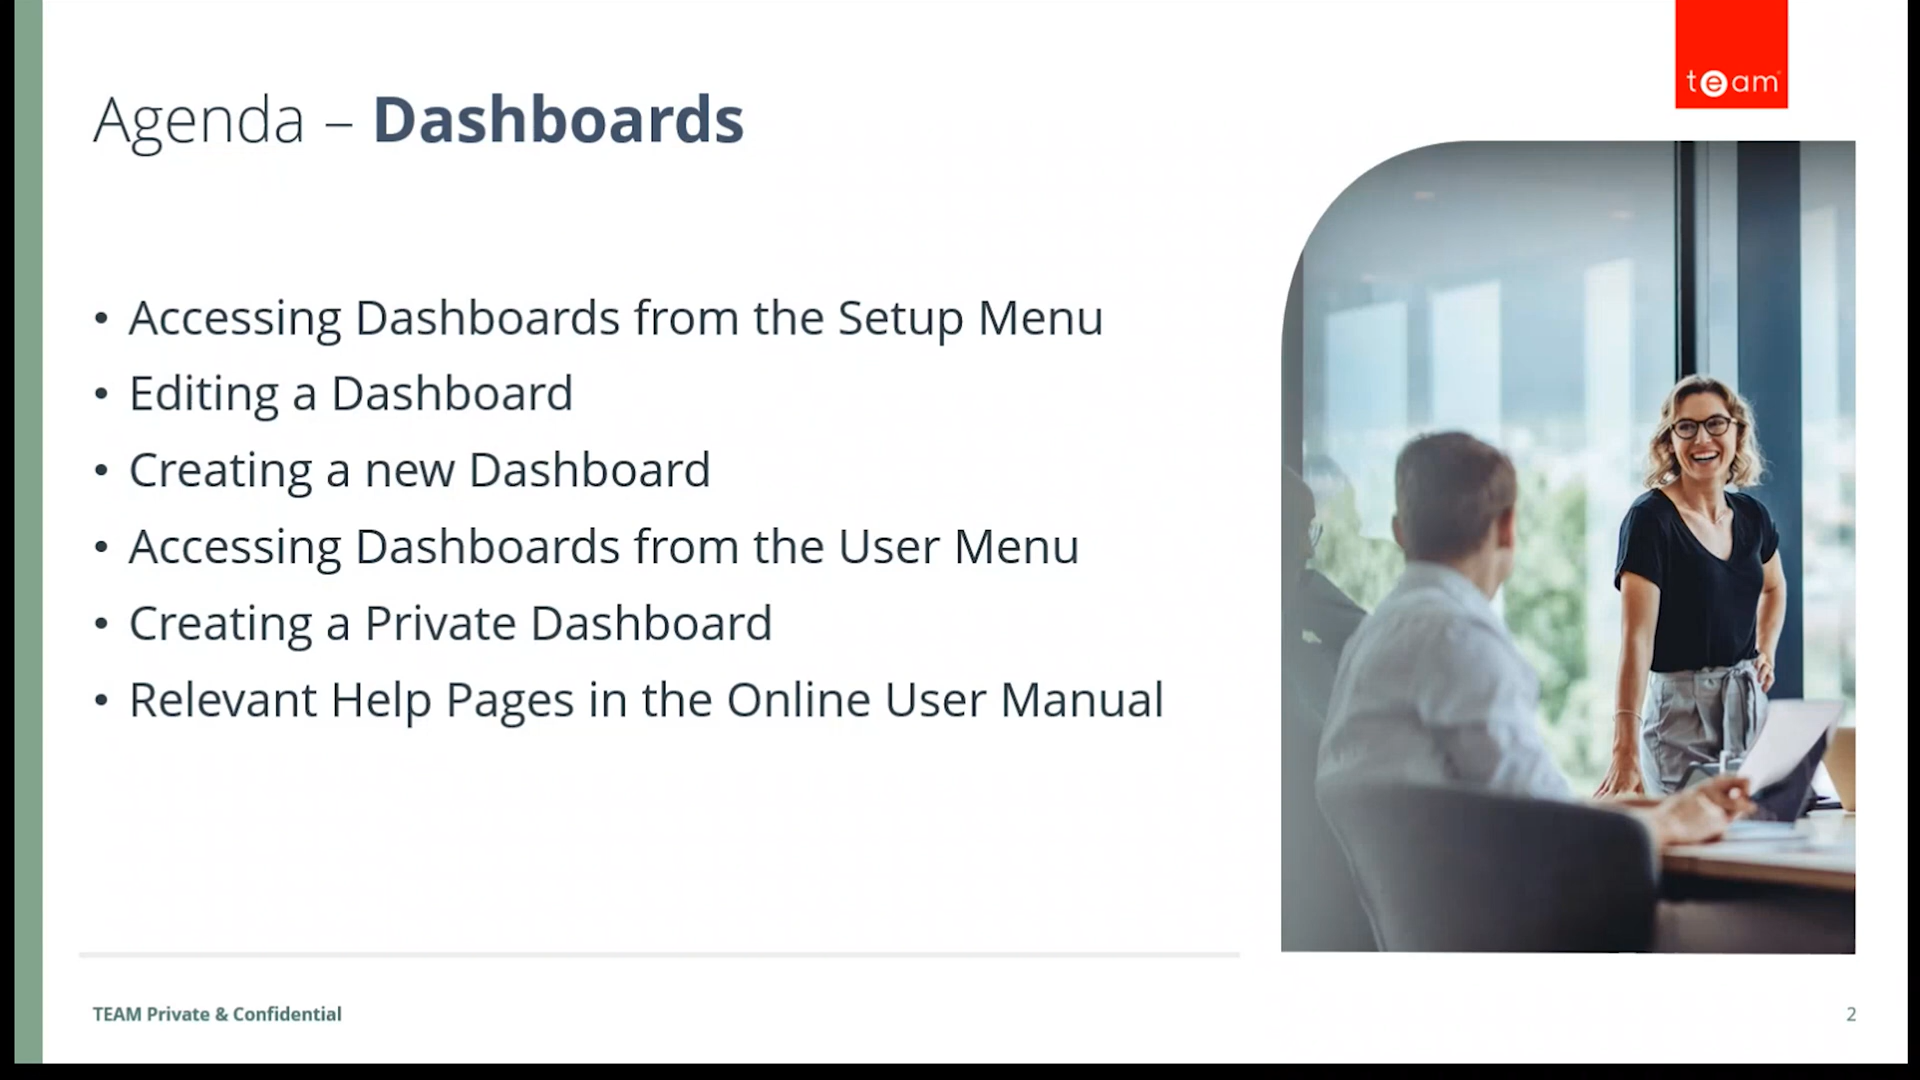 team
Agenda – Dashboards
• Accessing Dashboards from the Setup Menu
• Editing a Dashboard
• Creating a new Dashboard
• Accessing Dashboards from the User Menu
• Creating a Private Dashboard
• Relevant Help Pages in the Online User Manual
TEAM Private & Confidential
2